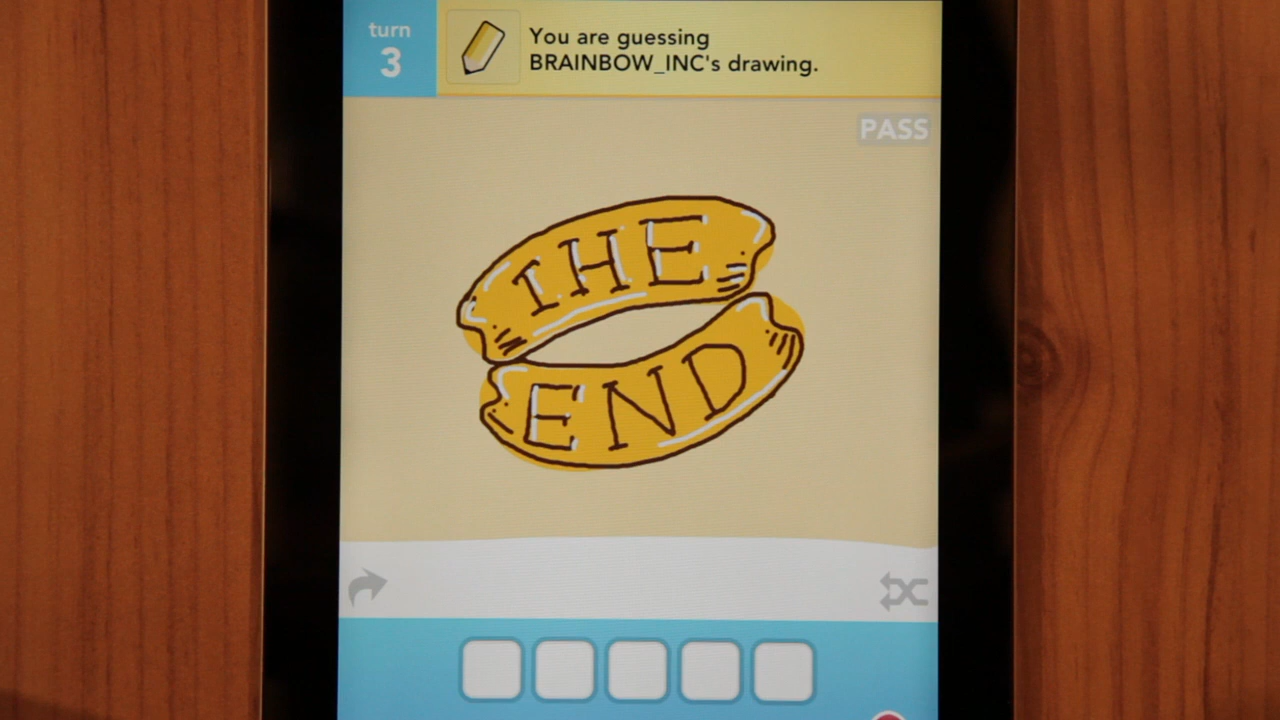 turn
3
You are guessing
BRAINBOW_INC's drawing.
PASS
THE
END